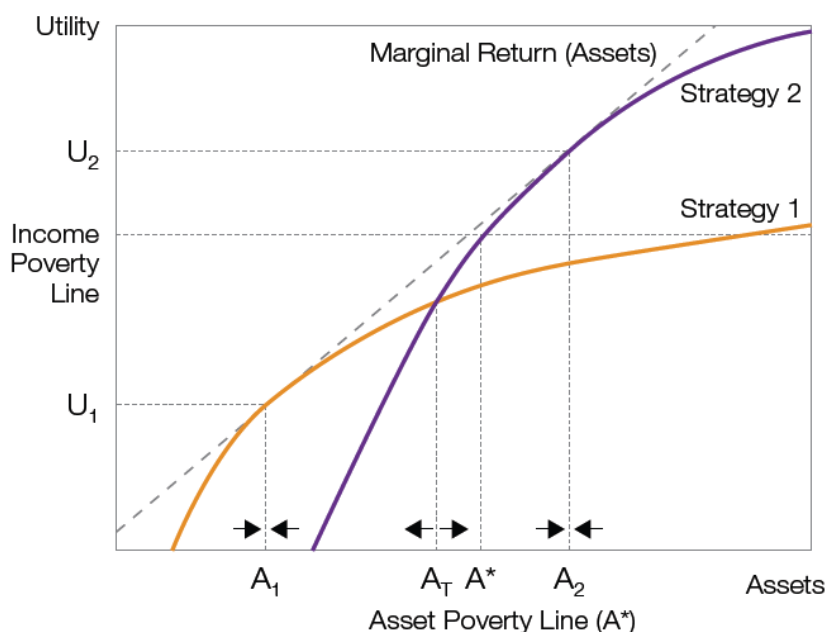 Utility
Marginal Return (Assets)
Strategy 2
U₂
Strategy 1
Income
Poverty
Line
U₁
A₁
A_T
A*
A₂
Assets
Asset Poverty Line (A*)